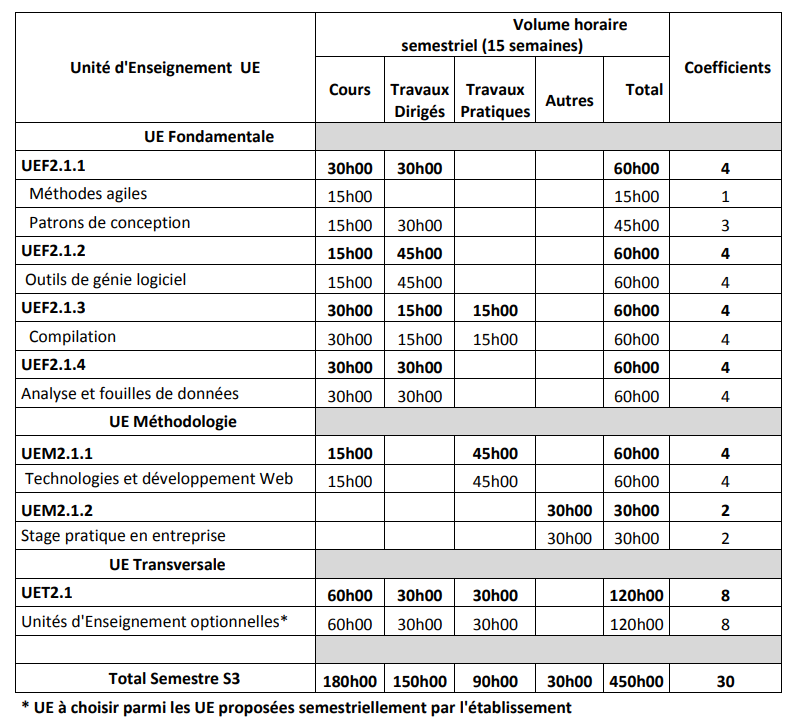 Unité d'Enseignement UE
Volume horaire
semestriel (15 semaines)
Coefficients
Cours
Travaux
Dirigés
Travaux
Pratiques
Autres
Total
UE Fondamentale
UEF2.1.1 30h00 30h00 60h00 4
Méthodes agiles 15h00 15h00 1
Patrons de conception 15h00 30h00 45h00 3
UEF2.1.2 15h00 45h00 60h00 4
Outils de génie logiciel 15h00 45h00 60h00 4
UEF2.1.3 30h00 15h00 15h00 60h00 4
Compilation 30h00 15h00 15h00 60h00 4
UEF2.1.4 30h00 30h00 60h00 4
Analyse et fouilles de données 30h00 30h00 60h00 4
UE Méthodologie
UEM2.1.1 15h00 45h00 60h00 4
Technologies et développement Web 15h00 45h00 60h00 4
UEM2.1.2 30h00 30h00 2
Stage pratique en entreprise 30h00 30h00 2
UE Transversale
UET2.1 60h00 30h00 30h00 120h00 8
Unités d'Enseignement optionnelles* 60h00 30h00 30h00 120h00 8
Total Semestre S3 180h00 150h00 90h00 30h00 450h00 30
* UE à choisir parmi les UE proposées semestriellement par l'établissement